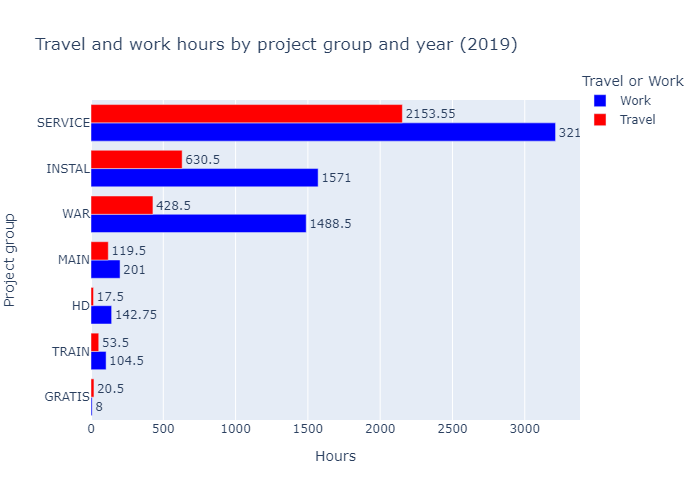 Travel and work hours by project group and year (2019)
Travel or Work
Work
Travel
Project group
SERVICE
2153.55
321
INSTAL
630.5
1571
WAR
428.5
1488.5
MAIN
119.5
201
HD
17.5
142.75
TRAIN
53.5
104.5
GRATIS
20.5
8
0 500 1000 1500 2000 2500 3000
Hours